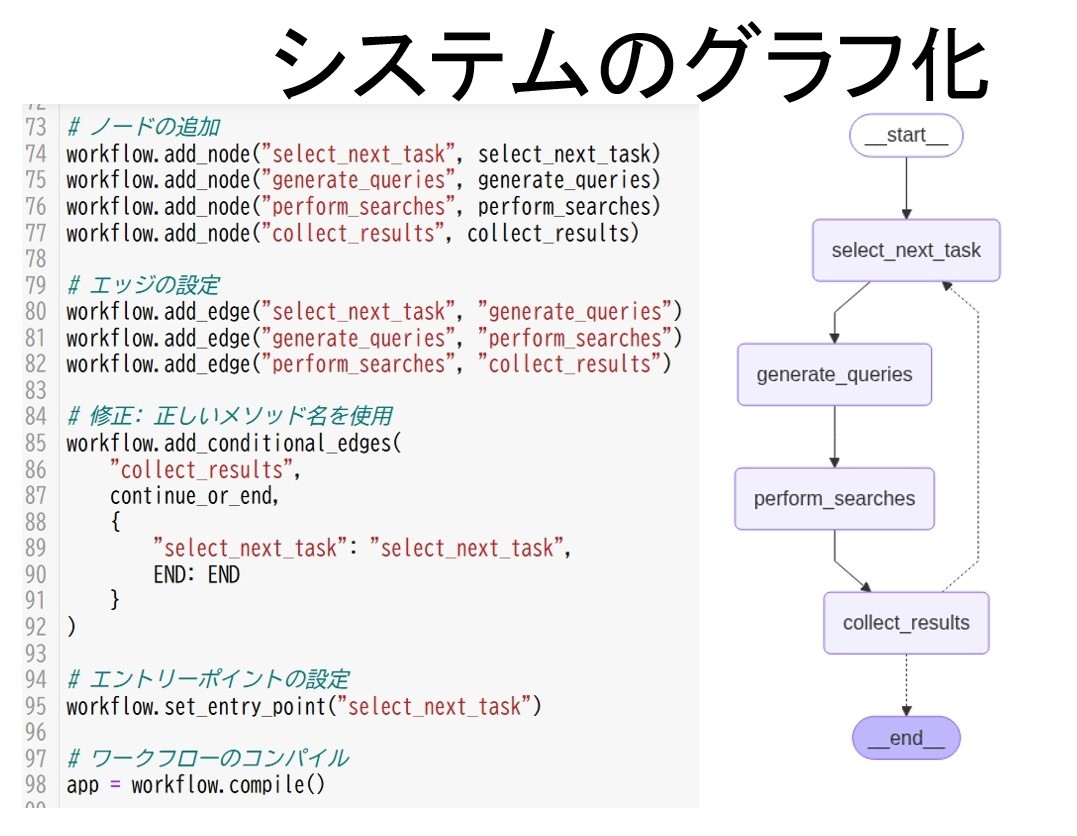 システムのグラフ化
73 # ノードの追加
74 workflow.add_node("select_next_task", select_next_task)
75 workflow.add_node("generate_queries", generate_queries)
76 workflow.add_node("perform_searches", perform_searches)
77 workflow.add_node("collect_results", collect_results)
78
79 # エッジの設定
80 workflow.add_edge("select_next_task", "generate_queries")
81 workflow.add_edge("generate_queries", "perform_searches")
82 workflow.add_edge("perform_searches", "collect_results")
83
84 # 修正: 正しいメソッド名を使用
85 workflow.add_conditional_edges(
86     "collect_results",
87     continue_or_end,
88     {
89         "select_next_task": "select_next_task",
90         END: END
91     }
92 )
93
94 # エントリーポイントの設定
95 workflow.set_entry_point("select_next_task")
96
97 # ワークフローのコンパイル
98 app = workflow.compile()
__start__
select_next_task
generate_queries
perform_searches
collect_results
__end__